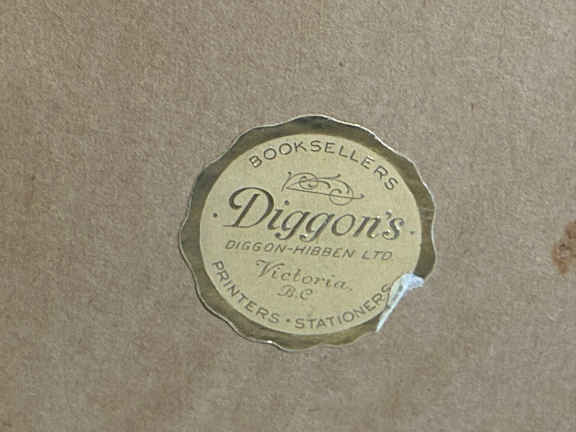 BOOKSELLERS
Diggon's
DIGGON-HIBBEN LTD.
Victoria,
B.C
PRINTERS • STATIONERS